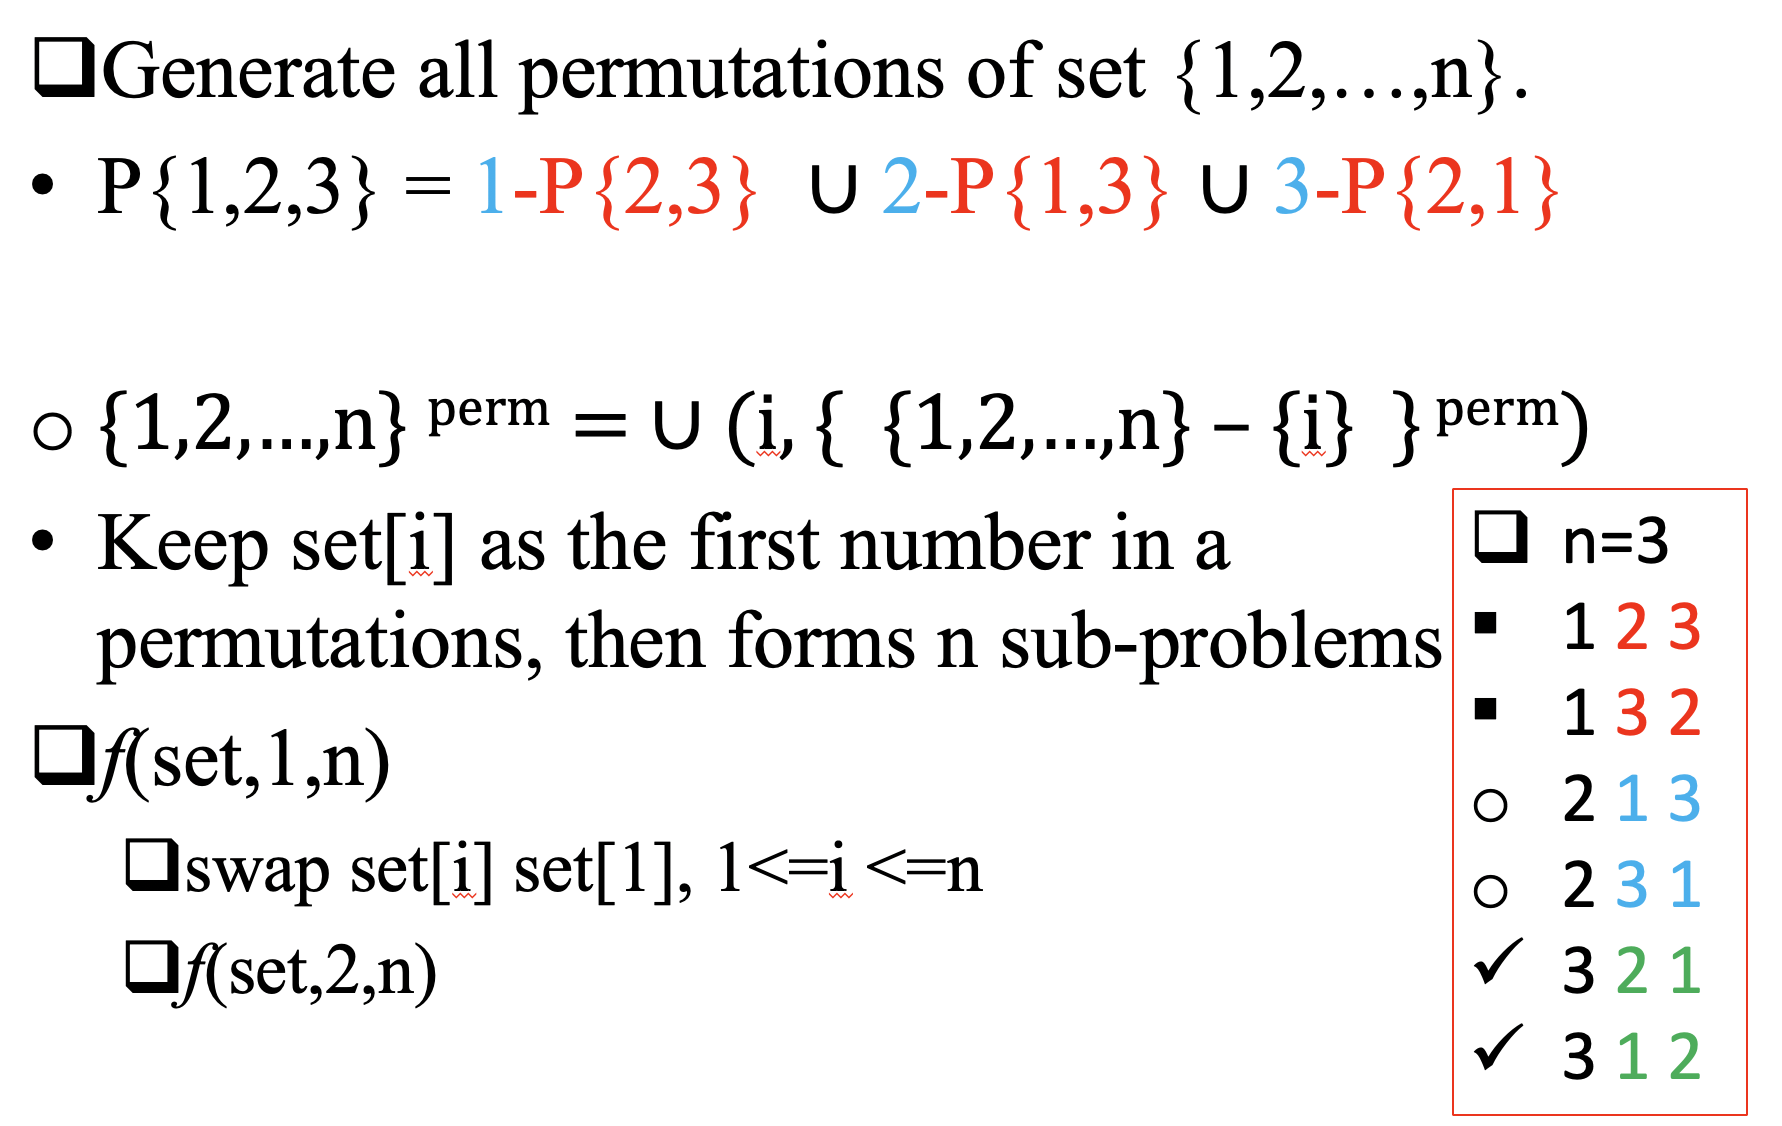 ❑Generate all permutations of set {1,2,…,n}.
• P{1,2,3} = 1-P{2,3} ∪ 2-P{1,3} ∪ 3-P{2,1}
○ {1,2,…,n} perm = ∪ (i, { {1,2,…,n} – {i} } perm)
• Keep set[i] as the first number in a
permutations, then forms n sub-problems
❑f(set,1,n)
❑swap set[i] set[1], 1<=i <=n
❑f(set,2,n)
❑ n=3
▪ 1 2 3
▪ 1 3 2
○ 2 1 3
○ 2 3 1
✓ 3 2 1
✓ 3 1 2